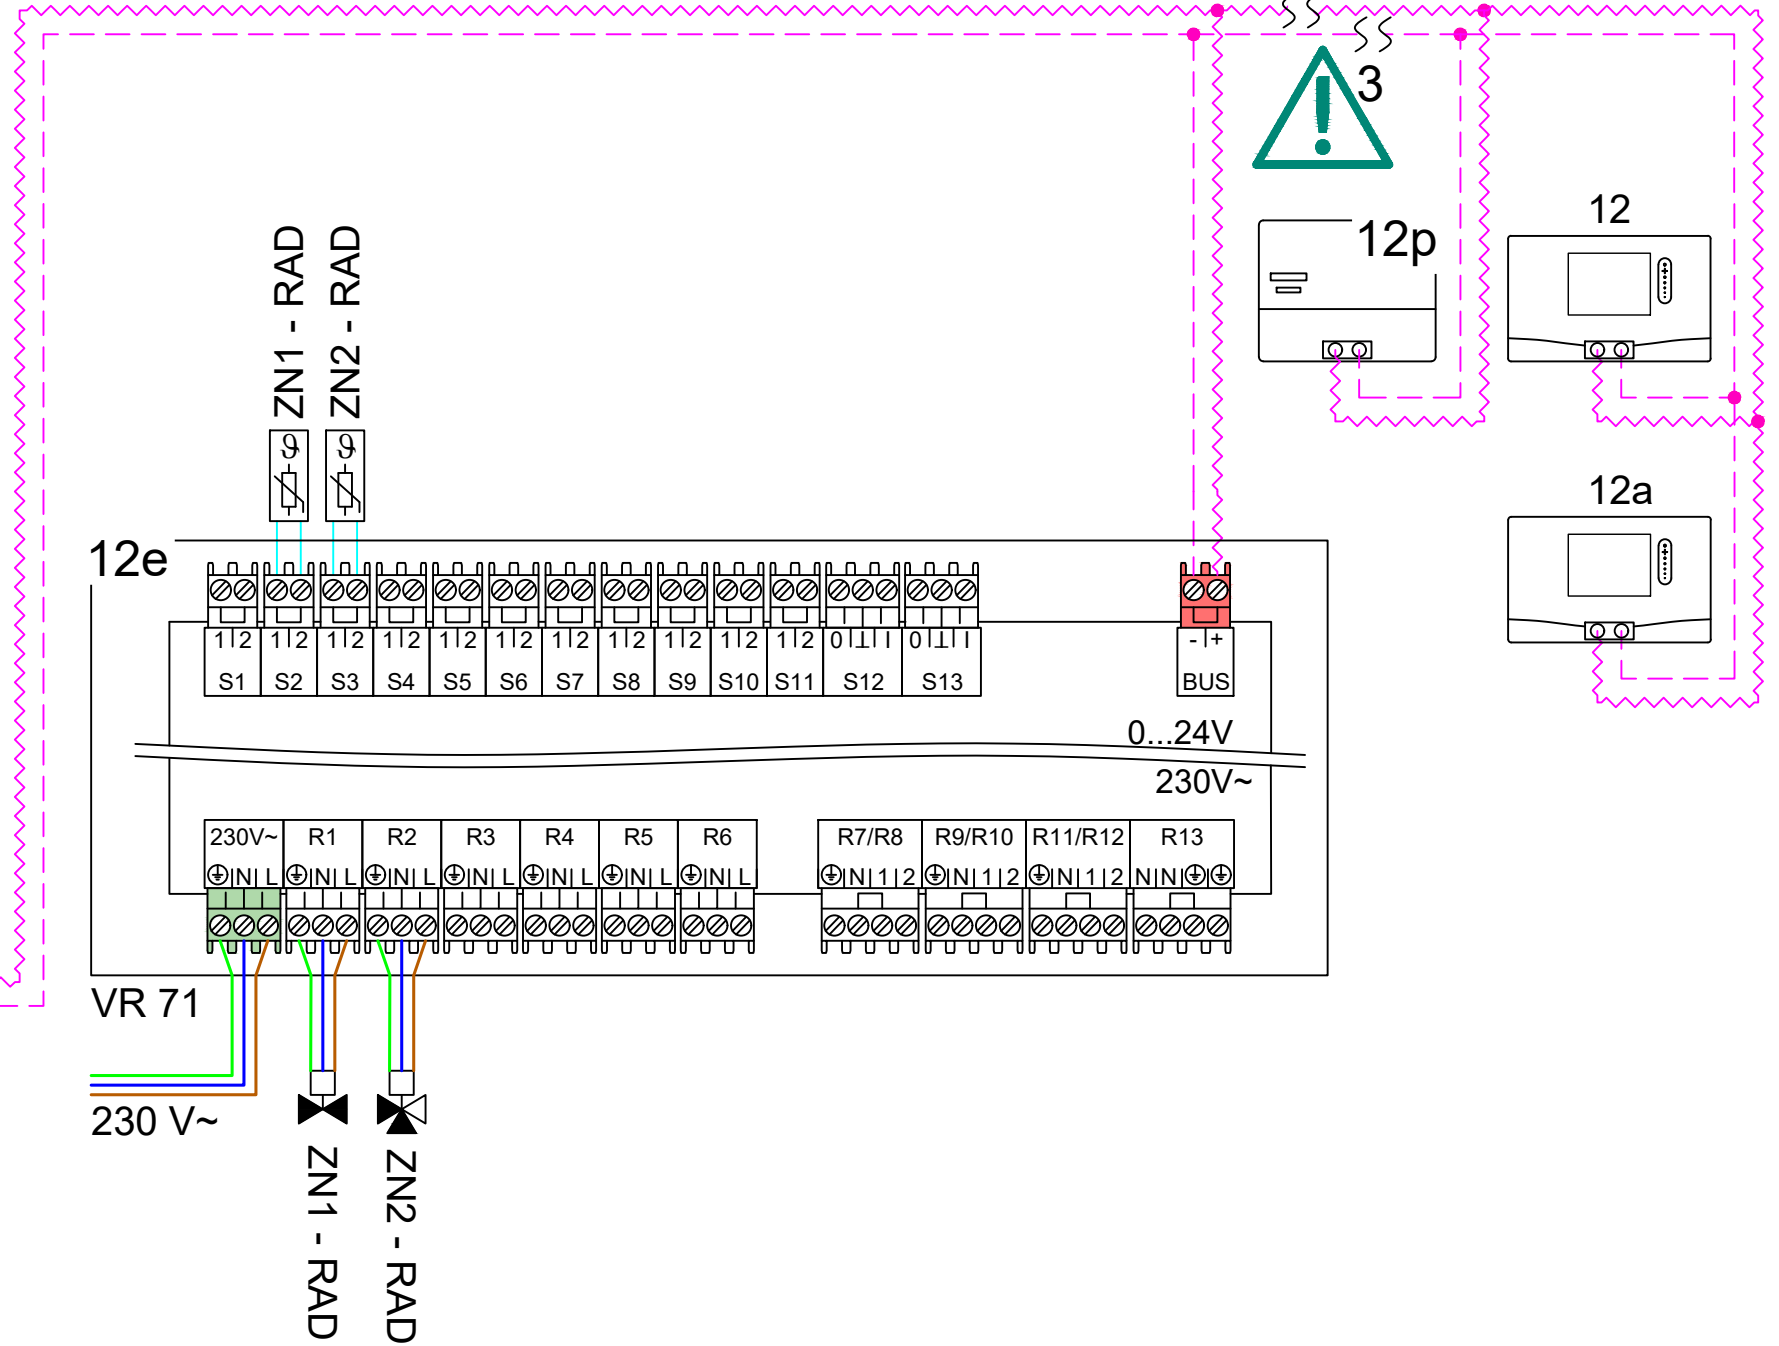 3
12p
12
ZN1 - RAD
ZN2 - RAD
ϑ
ϑ
12a
12e
1 2 1 2 1 2 1 2 1 2 1 2 1 2 1 2 1 2 1 2 1 2 0 ⊥ I 0 ⊥ I - +
S1 S2 S3 S4 S5 S6 S7 S8 S9 S10 S11 S12 S13 BUS
0...24V
230V~
230V~ R1 R2 R3 R4 R5 R6 R7/R8 R9/R10 R11/R12 R13
⏚|N|L ⏚|N|L ⏚|N|L ⏚|N|L ⏚|N|L ⏚|N|L ⏚|N|L ⏚|N|1|2 ⏚|N|1|2 ⏚|N|1|2 N|N|⏚|⏚
VR 71
230 V~
ZN1 - RAD
ZN2 - RAD